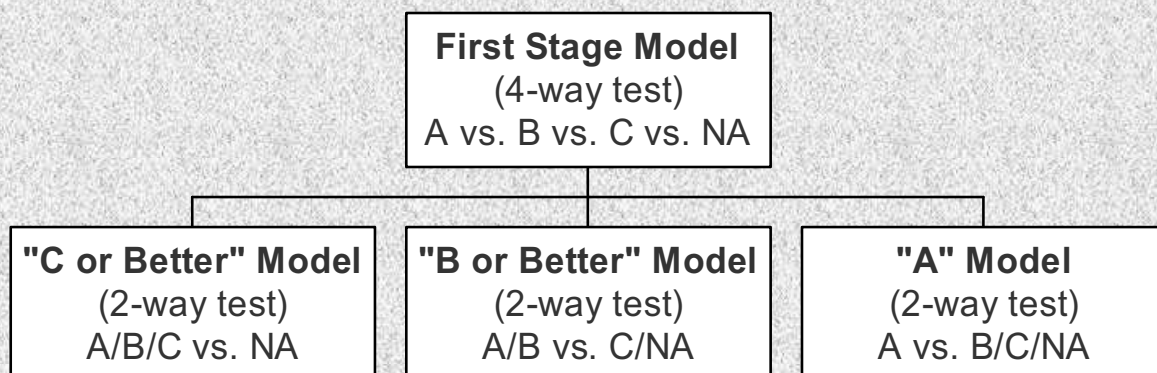 First Stage Model
(4-way test)
A vs. B vs. C vs. NA
"C or Better" Model
(2-way test)
A/B/C vs. NA
"B or Better" Model
(2-way test)
A/B vs. C/NA
"A" Model
(2-way test)
A vs. B/C/NA